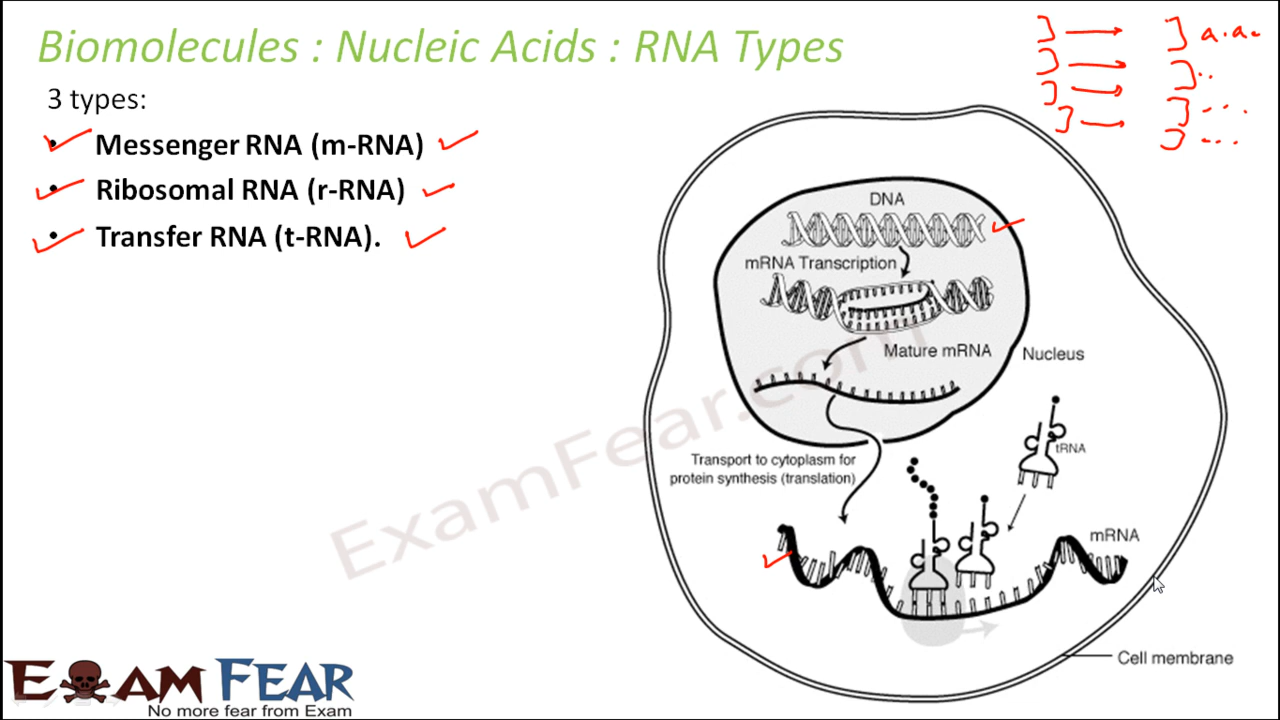 Biomolecules : Nucleic Acids : RNA Types
3 types:
• Messenger RNA (m-RNA)
• Ribosomal RNA (r-RNA)
• Transfer RNA (t-RNA).
a.a.
DNA
mRNA Transcription
Mature mRNA
Nucleus
tRNA
Transport to cytoplasm for
protein synthesis (translation)
mRNA
Cell membrane
ExamFear.com
EXAM FEAR
No more fear from Exam